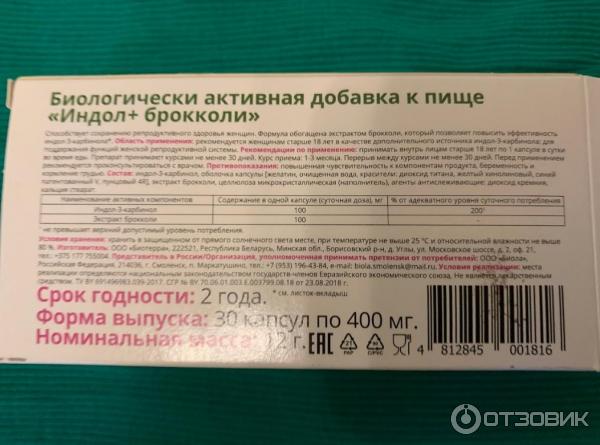 Биологически активная добавка к пище
«Индол+ брокколи»
Способствует сохранению репродуктивного здоровья женщин. Формула обогащена экстрактом брокколи, который позволяет повысить эффективность
индол-3-карбинола*. Область применения: рекомендуется женщинам старше 18 лет в качестве дополнительного источника индол-3-карбинола; для
поддержания функций женской репродуктивной системы. Рекомендации по применению: принимать внутрь лицам старше 18 лет по 1 капсуле в сутки
во время еды. Препарат принимают курсами не менее 30 дней. Курс приема: 1-3 месяца. Перерыв между курсами не менее 30 дней. Перед применением
рекомендуется проконсультироваться с врачом. Противопоказания: повышенная чувствительность к компонентам продукта, беременность и
кормление грудью. Состав: индол-3-карбинол, оболочка капсулы (желатин, очищенная вода, красители: диоксид титана, желтый хинолиновый, синий
патентованный V, пунцовый 4R), экстракт брокколи, целлюлоза микрокристаллическая (наполнитель), агенты антислеживающие: диоксид кремния,
кальция стеарат.
Наименование активных компонентов Содержание в одной капсуле (суточная доза), мг % от адекватного уровня суточного потребления
Индол-3-карбинол 100 200
Экстракт брокколи 100 -
не превышает верхний допустимый уровень потребления.
Условия хранения: хранить в защищенном от прямого солнечного света месте, при температуре не выше 25 °С и относительной влажности не выше
80 %. Изготовитель: ООО «Биотерра», 222521, Республика Беларусь, Минская обл., Борисовский р-н, д. Углы, ул. Московское шоссе, д. 2, оф. 21,
тел.: +375 177 755004. Представитель в России/Организация, уполномоченная принимать претензии от потребителей: ООО «Биола»,
Российская Федерация, 214036, г. Смоленск, п. Маркатушино, тел.: +7 (953) 196-43-84, e-mail: biola.smolensk@mail.ru. Условия реализации: места
реализации определяются национальным законодательством государств-членов Евразийского экономического союза. Не является лекарственным
средством. ТУ BY 691496983.039-2017. СГР № BY.70.06.01.003.E.003799.08.18 от 23.08.2018 г.
Срок годности: 2 года. * см. листок-вкладыш
Форма выпуска: 30 капсул по 400 мг.
Номинальная масса: 12 г. EAC 21 PAP C/PVC
4 812845 001816
ОТЗОВИК